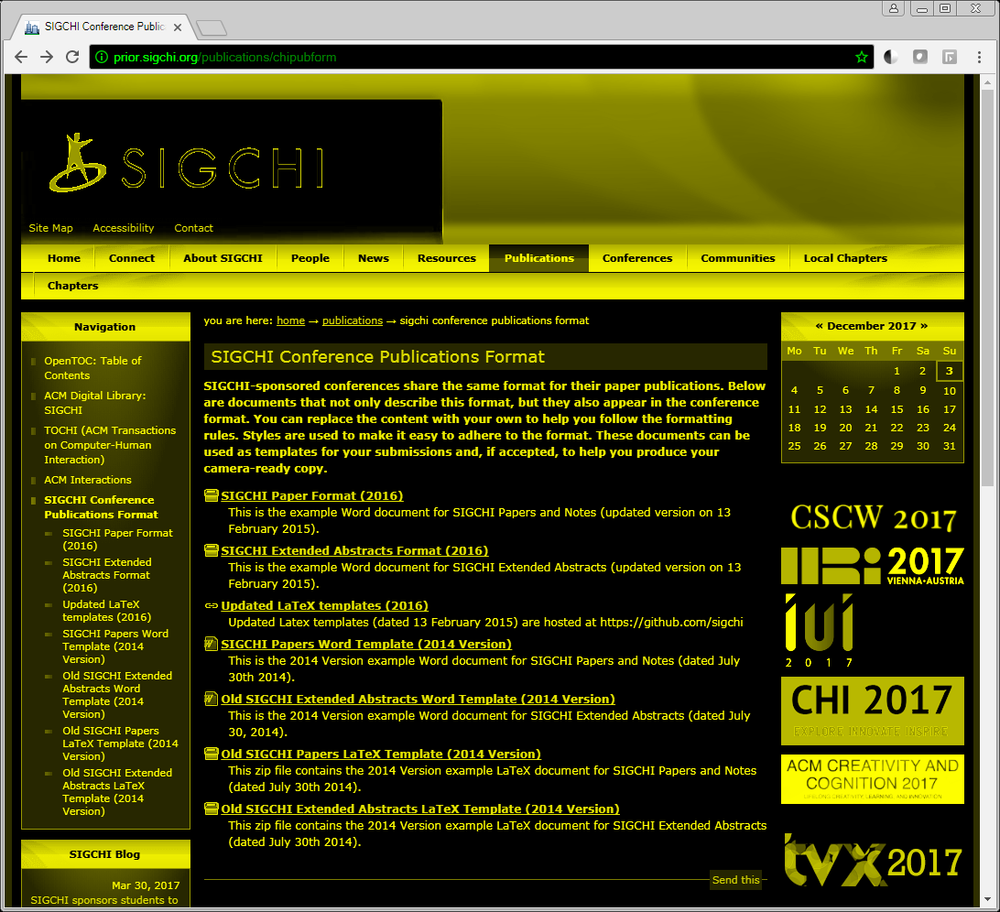 SIGCHI Conference Public
prior.sigchi.org/publications/chipubform
SIGCHI
Site Map Accessibility Contact
Home Connect About SIGCHI People News Resources Publications Conferences Communities Local Chapters
Chapters
Navigation
OpenTOC: Table of
Contents
ACM Digital Library:
SIGCHI
TOCHI (ACM Transactions
on Computer-Human
Interaction)
ACM Interactions
SIGCHI Conference
Publications Format
SIGCHI Paper Format
(2016)
SIGCHI Extended
Abstracts Format
(2016)
Updated LaTeX
templates (2016)
SIGCHI Papers Word
Template (2014
Version)
Old SIGCHI Extended
Abstracts Word
Template (2014
Version)
Old SIGCHI Papers
LaTeX Template (2014
Version)
Old SIGCHI Extended
Abstracts LaTeX
Template (2014
Version)
SIGCHI Blog
Mar 30, 2017
SIGCHI sponsors students to
you are here: home → publications → sigchi conference publications format
SIGCHI Conference Publications Format
SIGCHI-sponsored conferences share the same format for their paper publications. Below
are documents that not only describe this format, but they also appear in the conference
format. You can replace the content with your own to help you follow the formatting
rules. Styles are used to make it easy to adhere to the format. These documents can be
used as templates for your submissions and, if accepted, to help you produce your
camera-ready copy.
SIGCHI Paper Format (2016)
This is the example Word document for SIGCHI Papers and Notes (updated version on 13
February 2015).
SIGCHI Extended Abstracts Format (2016)
This is the example Word document for SIGCHI Extended Abstracts (updated version on 13
February 2015).
Updated LaTeX templates (2016)
Updated Latex templates (dated 13 February 2015) are hosted at https://github.com/sigchi
SIGCHI Papers Word Template (2014 Version)
This is the 2014 Version example Word document for SIGCHI Papers and Notes (dated July
30th 2014).
Old SIGCHI Extended Abstracts Word Template (2014 Version)
This is the 2014 Version example Word document for SIGCHI Extended Abstracts (dated July
30, 2014).
Old SIGCHI Papers LaTeX Template (2014 Version)
This zip file contains the 2014 Version example LaTeX document for SIGCHI Papers and Notes
(dated July 30th 2014).
Old SIGCHI Extended Abstracts LaTeX Template (2014 Version)
This zip file contains the 2014 Version example LaTeX document for SIGCHI Extended Abstracts
(dated July 30th 2014).
Send this
« December 2017 »
Mo Tu We Th Fr Sa Su
1 2 3
4 5 6 7 8 9 10
11 12 13 14 15 16 17
18 19 20 21 22 23 24
25 26 27 28 29 30 31
CSCW 2017
HRi 2017
VIENNA•AUSTRIA
iui
2017
CHI 2017
EXPLORE INNOVATE INSPIRE
ACM CREATIVITY AND
COGNITION 2017
LIFELONG CREATIVITY, LEARNING, AND INNOVATION
tvx 2017